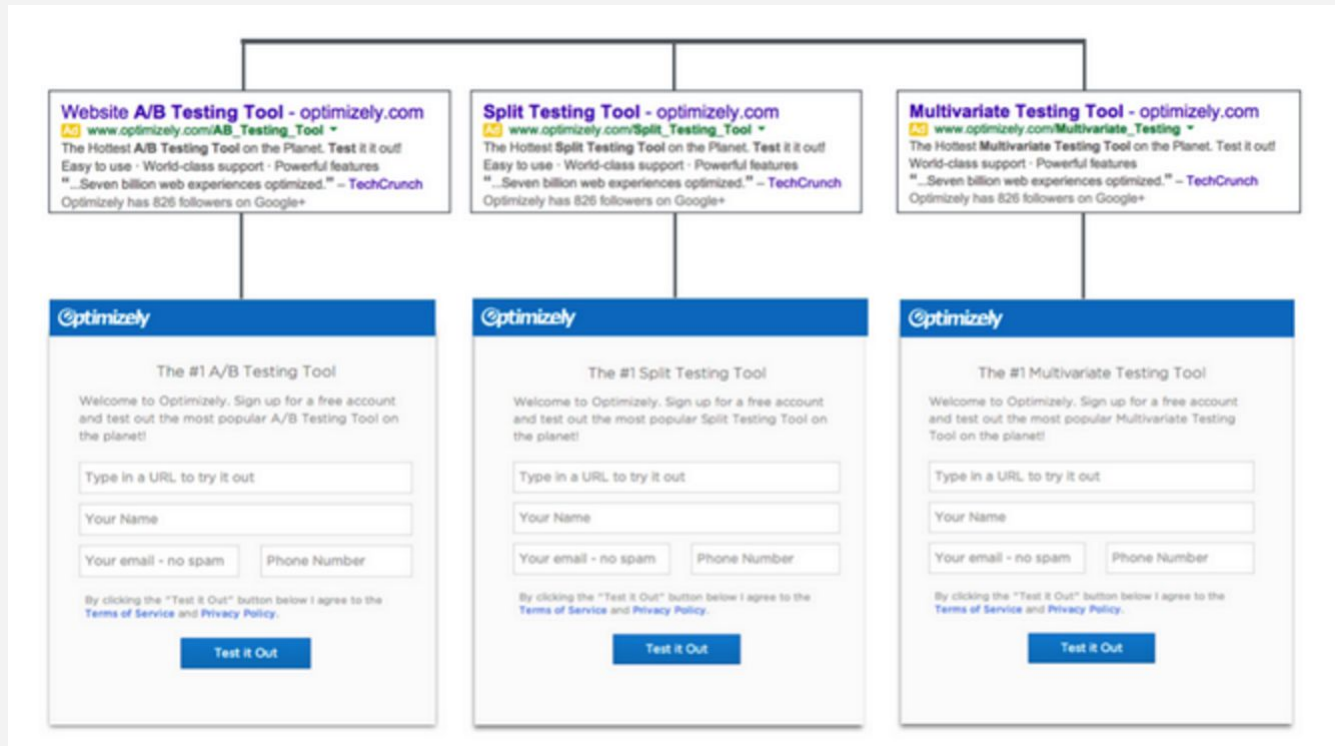 Website A/B Testing Tool - optimizely.com
Ad www.optimizely.com/AB_Testing_Tool
The Hottest A/B Testing Tool on the Planet. Test it it out!
Easy to use · World-class support · Powerful features
"...Seven billion web experiences optimized." – TechCrunch
Optimizely has 826 followers on Google+
Split Testing Tool - optimizely.com
Ad www.optimizely.com/Split_Testing_Tool
The Hottest Split Testing Tool on the Planet. Test it it out!
Easy to use · World-class support · Powerful features
"...Seven billion web experiences optimized." – TechCrunch
Optimizely has 826 followers on Google+
Multivariate Testing Tool - optimizely.com
Ad www.optimizely.com/Multivariate_Testing
The Hottest Multivariate Testing Tool on the Planet. Test it out!
World-class support · Powerful features
"...Seven billion web experiences optimized." – TechCrunch
Optimizely has 826 followers on Google+
Optimizely
The #1 A/B Testing Tool
Welcome to Optimizely. Sign up for a free account
and test out the most popular A/B Testing Tool on
the planet!
Type in a URL to try it out
Your Name
Your email - no spam
Phone Number
By clicking the "Test it Out" button below I agree to the
Terms of Service and Privacy Policy.
Test it Out
Optimizely
The #1 Split Testing Tool
Welcome to Optimizely. Sign up for a free account
and test out the most popular Split Testing Tool on
the planet!
Type in a URL to try it out
Your Name
Your email - no spam
Phone Number
By clicking the "Test it Out" button below I agree to the
Terms of Service and Privacy Policy.
Test it Out
Optimizely
The #1 Multivariate Testing Tool
Welcome to Optimizely. Sign up for a free account
and test out the most popular Multivariate Testing
Tool on the planet!
Type in a URL to try it out
Your Name
Your email - no spam
Phone Number
By clicking the "Test it Out" button below I agree to the
Terms of Service and Privacy Policy.
Test it Out